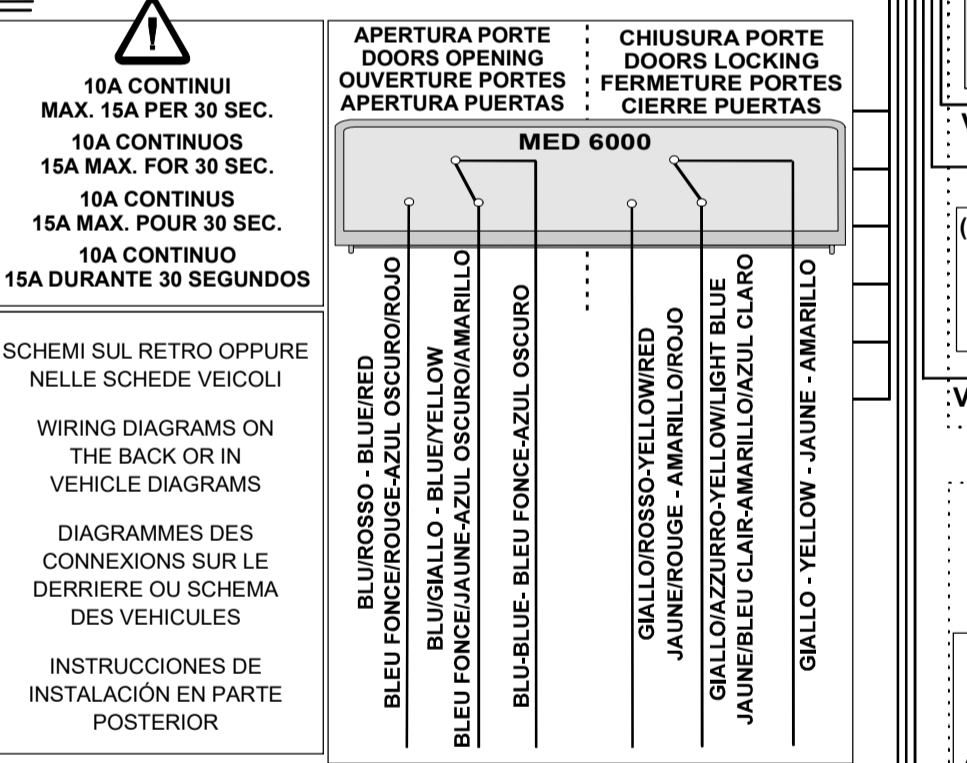 10A CONTINUI
MAX. 15A PER 30 SEC.
10A CONTINUOS
15A MAX. FOR 30 SEC.
10A CONTINUS
15A MAX. POUR 30 SEC.
10A CONTINUO
15A DURANTE 30 SEGUNDOS
SCHEMI SUL RETRO OPPURE
NELLE SCHEDE VEICOLI
WIRING DIAGRAMS ON
THE BACK OR IN
VEHICLE DIAGRAMS
DIAGRAMMES DES
CONNEXIONS SUR LE
DERRIERE OU SCHEMA
DES VEHICULES
INSTRUCCIONES DE
INSTALACIÓN EN PARTE
POSTERIOR
APERTURA PORTE
DOORS OPENING
OUVERTURE PORTES
APERTURA PUERTAS
CHIUSURA PORTE
DOORS LOCKING
FERMETURE PORTES
CIERRE PUERTAS
MED 6000
BLU/ROSSO - BLUE/RED
BLEU FONCE/ROUGE-AZUL OSCURO/ROJO
BLU/GIALLO - BLUE/YELLOW
BLEU FONCE/JAUNE-AZUL OSCURO/AMARILLO
BLU-BLUE- BLEU FONCE-AZUL OSCURO
GIALLO/ROSSO-YELLOW/RED
JAUNE/ROUGE - AMARILLO/ROJO
GIALLO/AZZURRO-YELLOW/LIGHT BLUE
JAUNE/BLEU CLAIR-AMARILLO/AZUL CLARO
GIALLO - YELLOW - JAUNE - AMARILLO